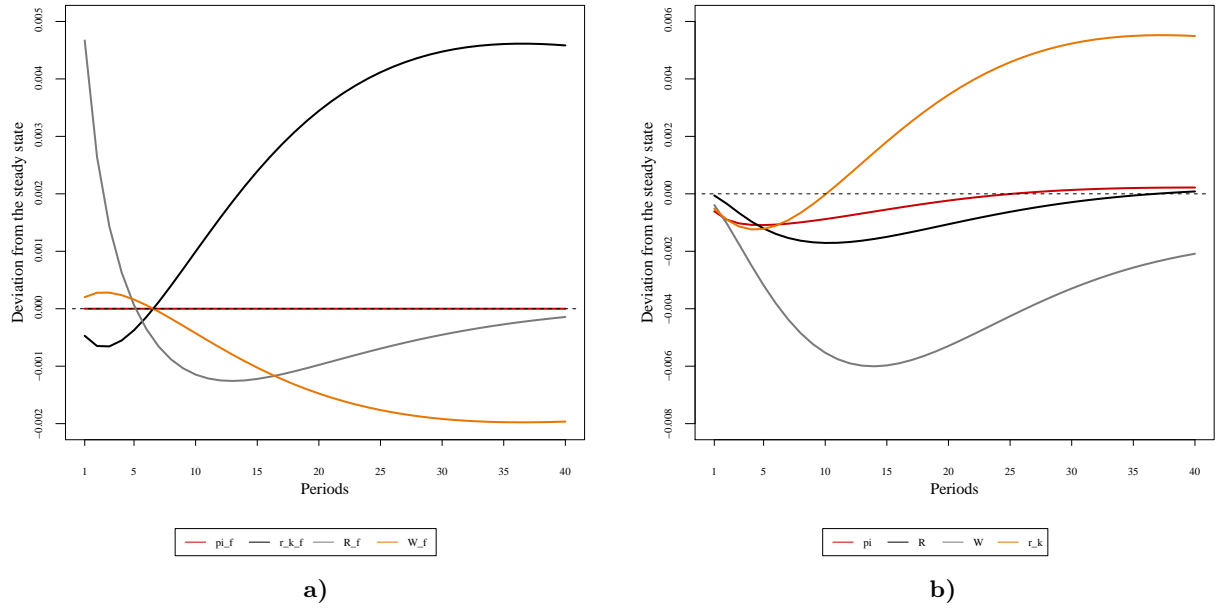 Deviation from the steady state
0.005
0.004
0.003
0.002
0.001
0.000
−0.001
−0.002
1 5 10 15 20 25 30 35 40
Periods
pi_f r_k_f R_f W_f
a)
Deviation from the steady state
0.006
0.004
0.002
0.000
−0.002
−0.004
−0.006
−0.008
1 5 10 15 20 25 30 35 40
Periods
pi R W r_k
b)